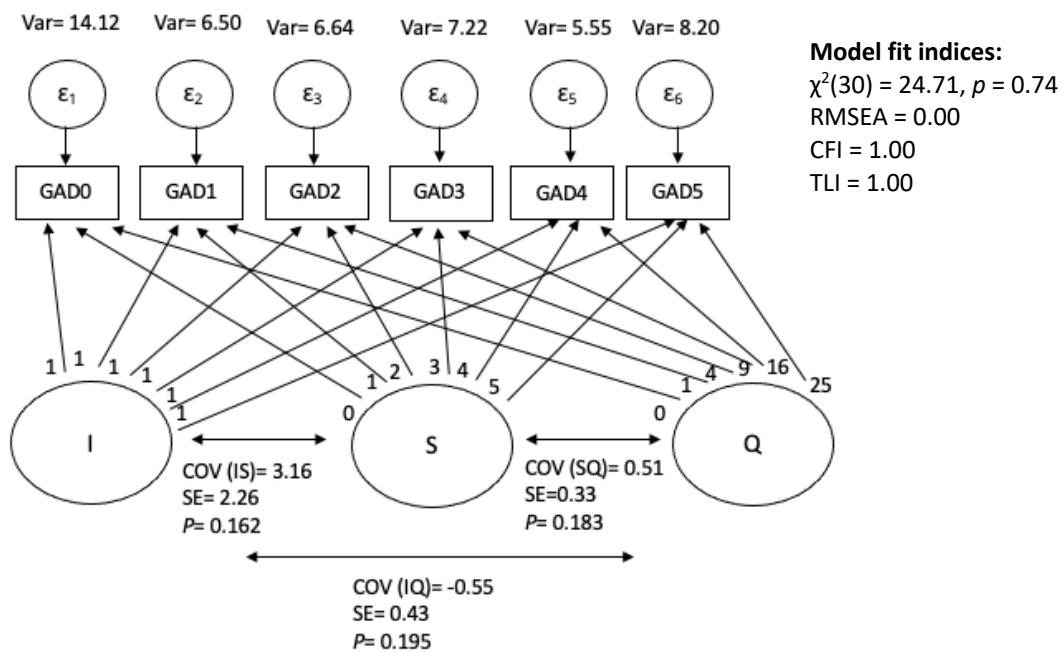 Var= 14.12 Var= 6.50 Var= 6.64 Var= 7.22 Var= 5.55 Var= 8.20
Model fit indices:
χ²(30) = 24.71, p = 0.74
RMSEA = 0.00
CFI = 1.00
TLI = 1.00
ε₁ ε₂ ε₃ ε₄ ε₅ ε₆
GAD0 GAD1 GAD2 GAD3 GAD4 GAD5
1 1 1 1 1 1
0 1 2 3 4 5
0 1 4 9 16 25
I S Q
COV (IS)= 3.16
SE= 2.26
P= 0.162
COV (SQ)= 0.51
SE=0.33
P= 0.183
COV (IQ)= -0.55
SE= 0.43
P= 0.195